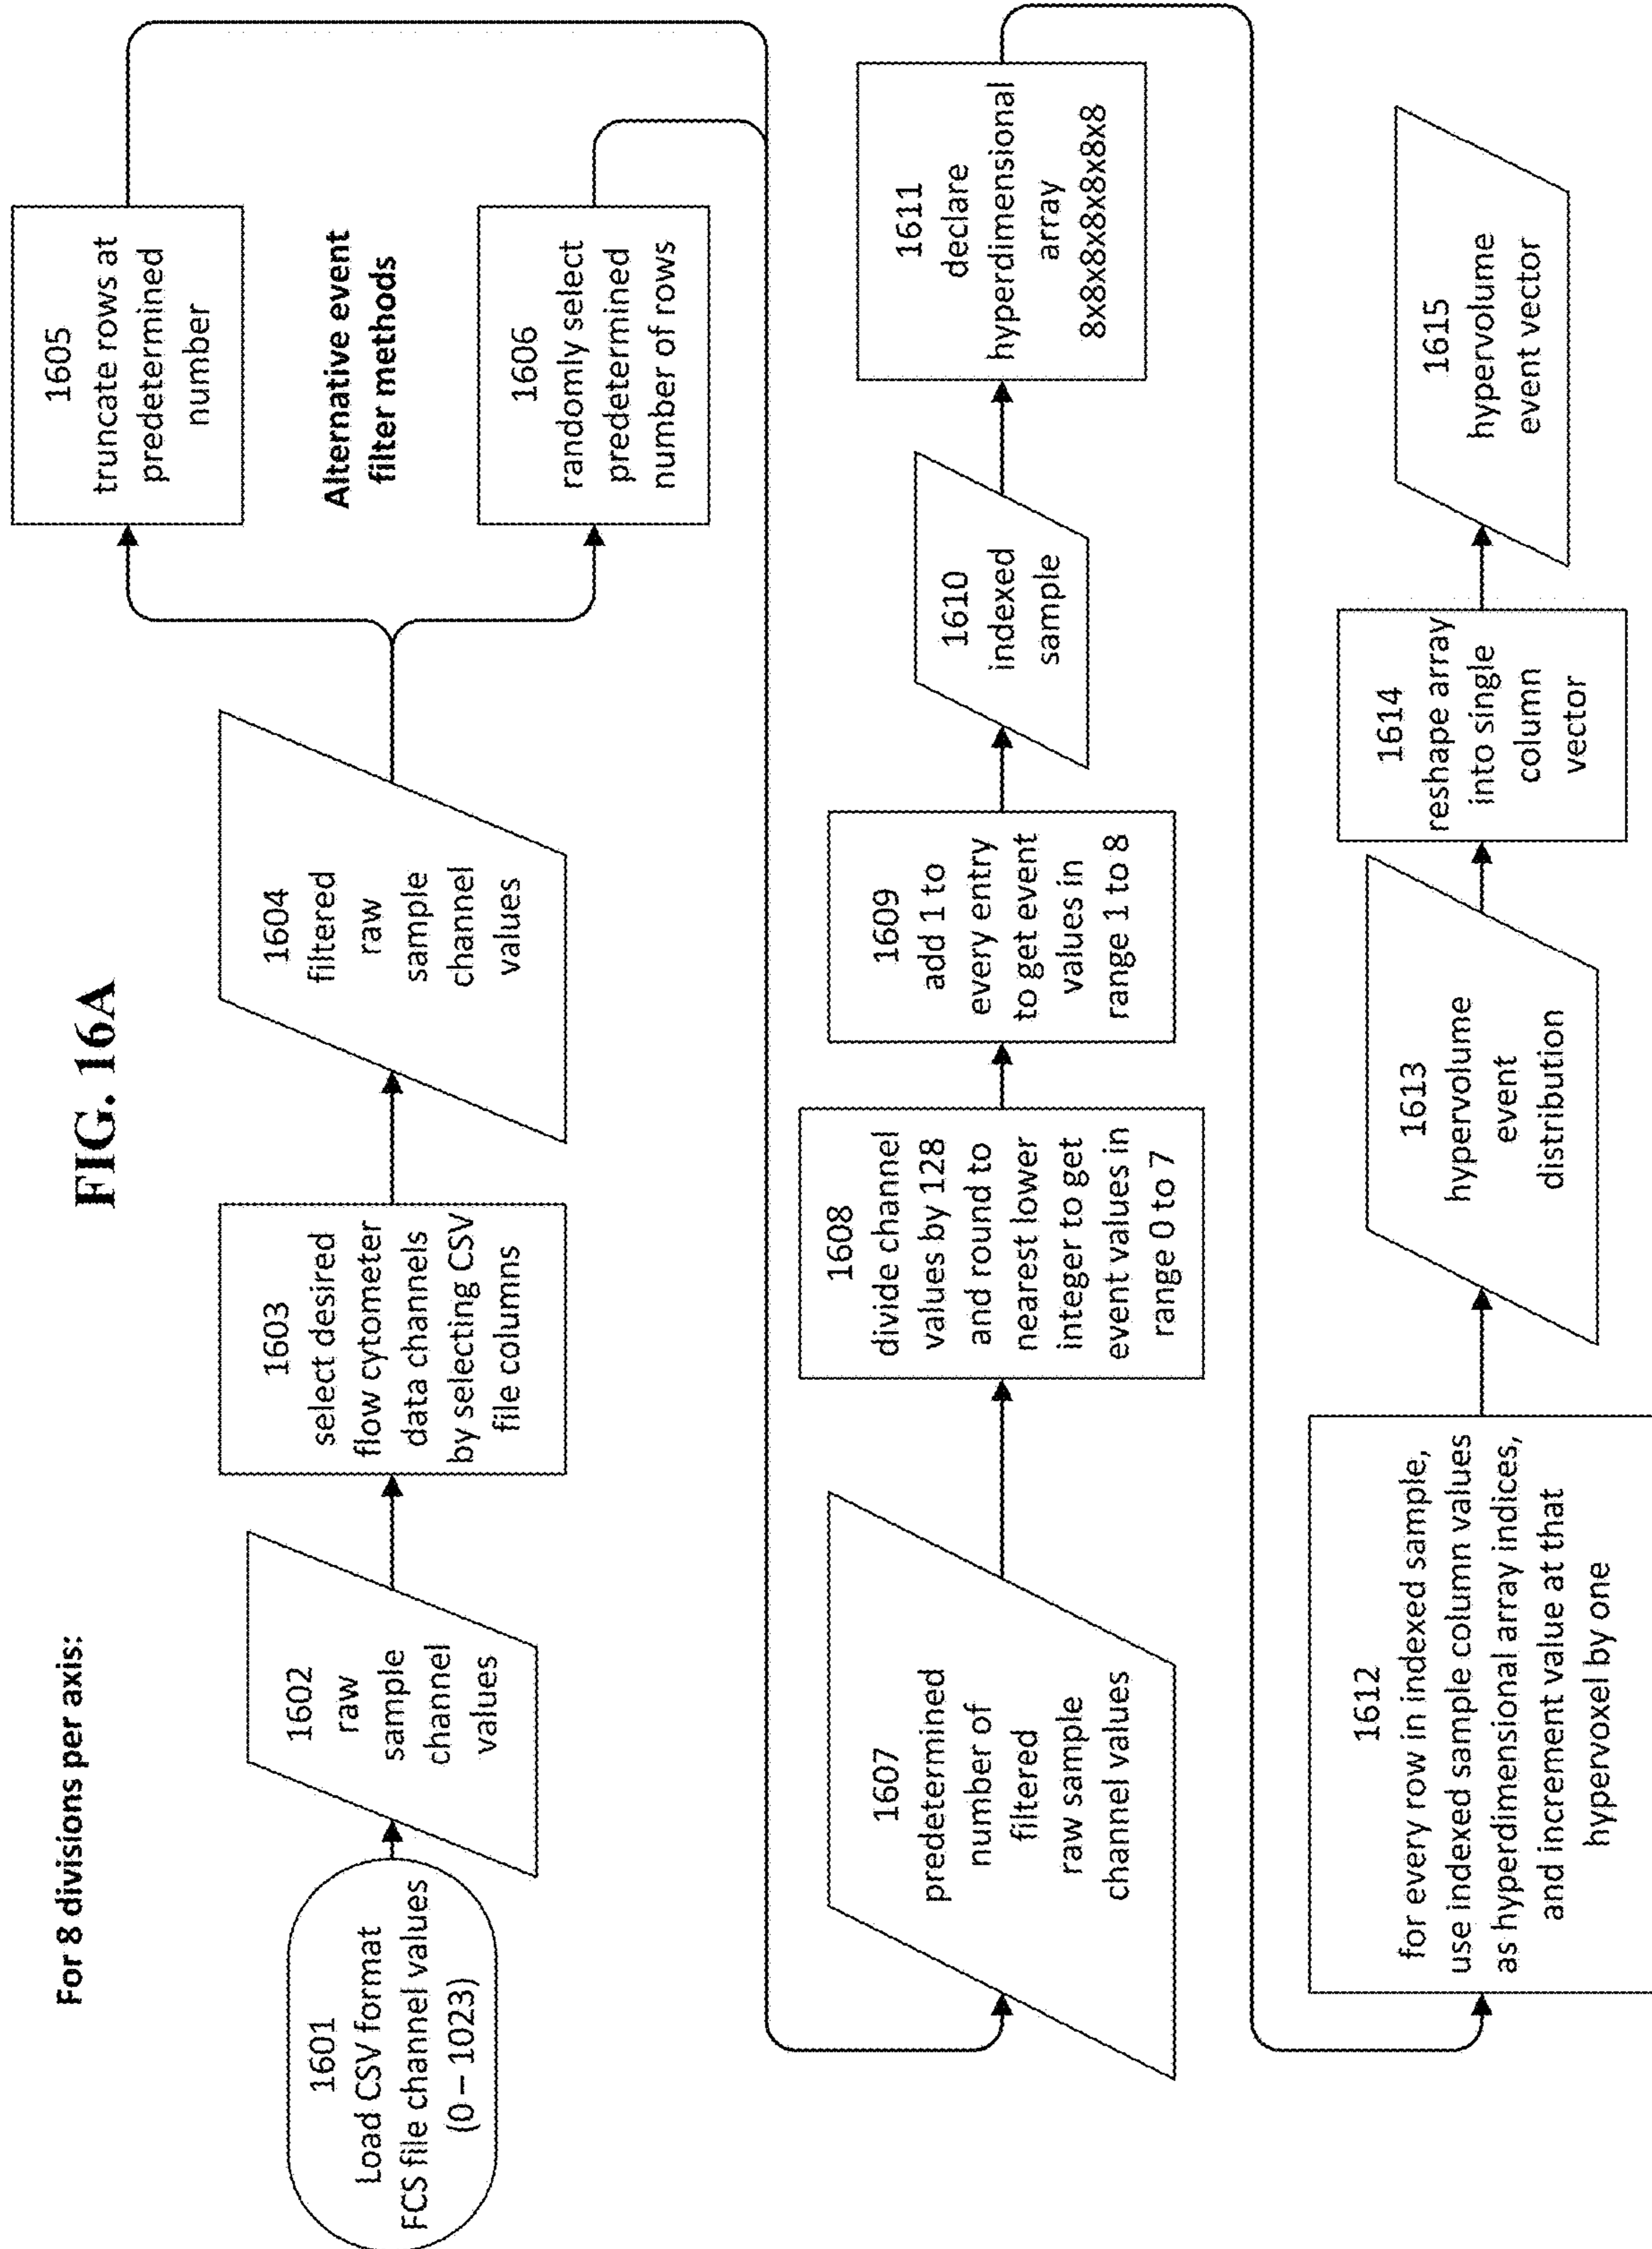 FIG. 16A
For 8 divisions per axis:
1601
Load CSV format
FCS file channel values
(0 – 1023)
1602
raw
sample
channel
values
1603
select desired
flow cytometer
data channels
by selecting CSV
file columns
1604
filtered
raw
sample
channel
values
1605
truncate rows at
predetermined
number
Alternative event
filter methods
1606
randomly select
predetermined
number of rows
1607
predetermined
number of
filtered
raw sample
channel values
1608
divide channel
values by 128
and round to
nearest lower
integer to get
event values in
range 0 to 7
1609
add 1 to
every entry
to get event
values in
range 1 to 8
1610
indexed
sample
1611
declare
hyperdimensional
array
8x8x8x8x8x8x8
1612
for every row in indexed sample,
use indexed sample column values
as hyperdimensional array indices,
and increment value at that
hypervoxel by one
1613
hypervolume
event
distribution
1614
reshape array
into single
column
vector
1615
hypervolume
event vector